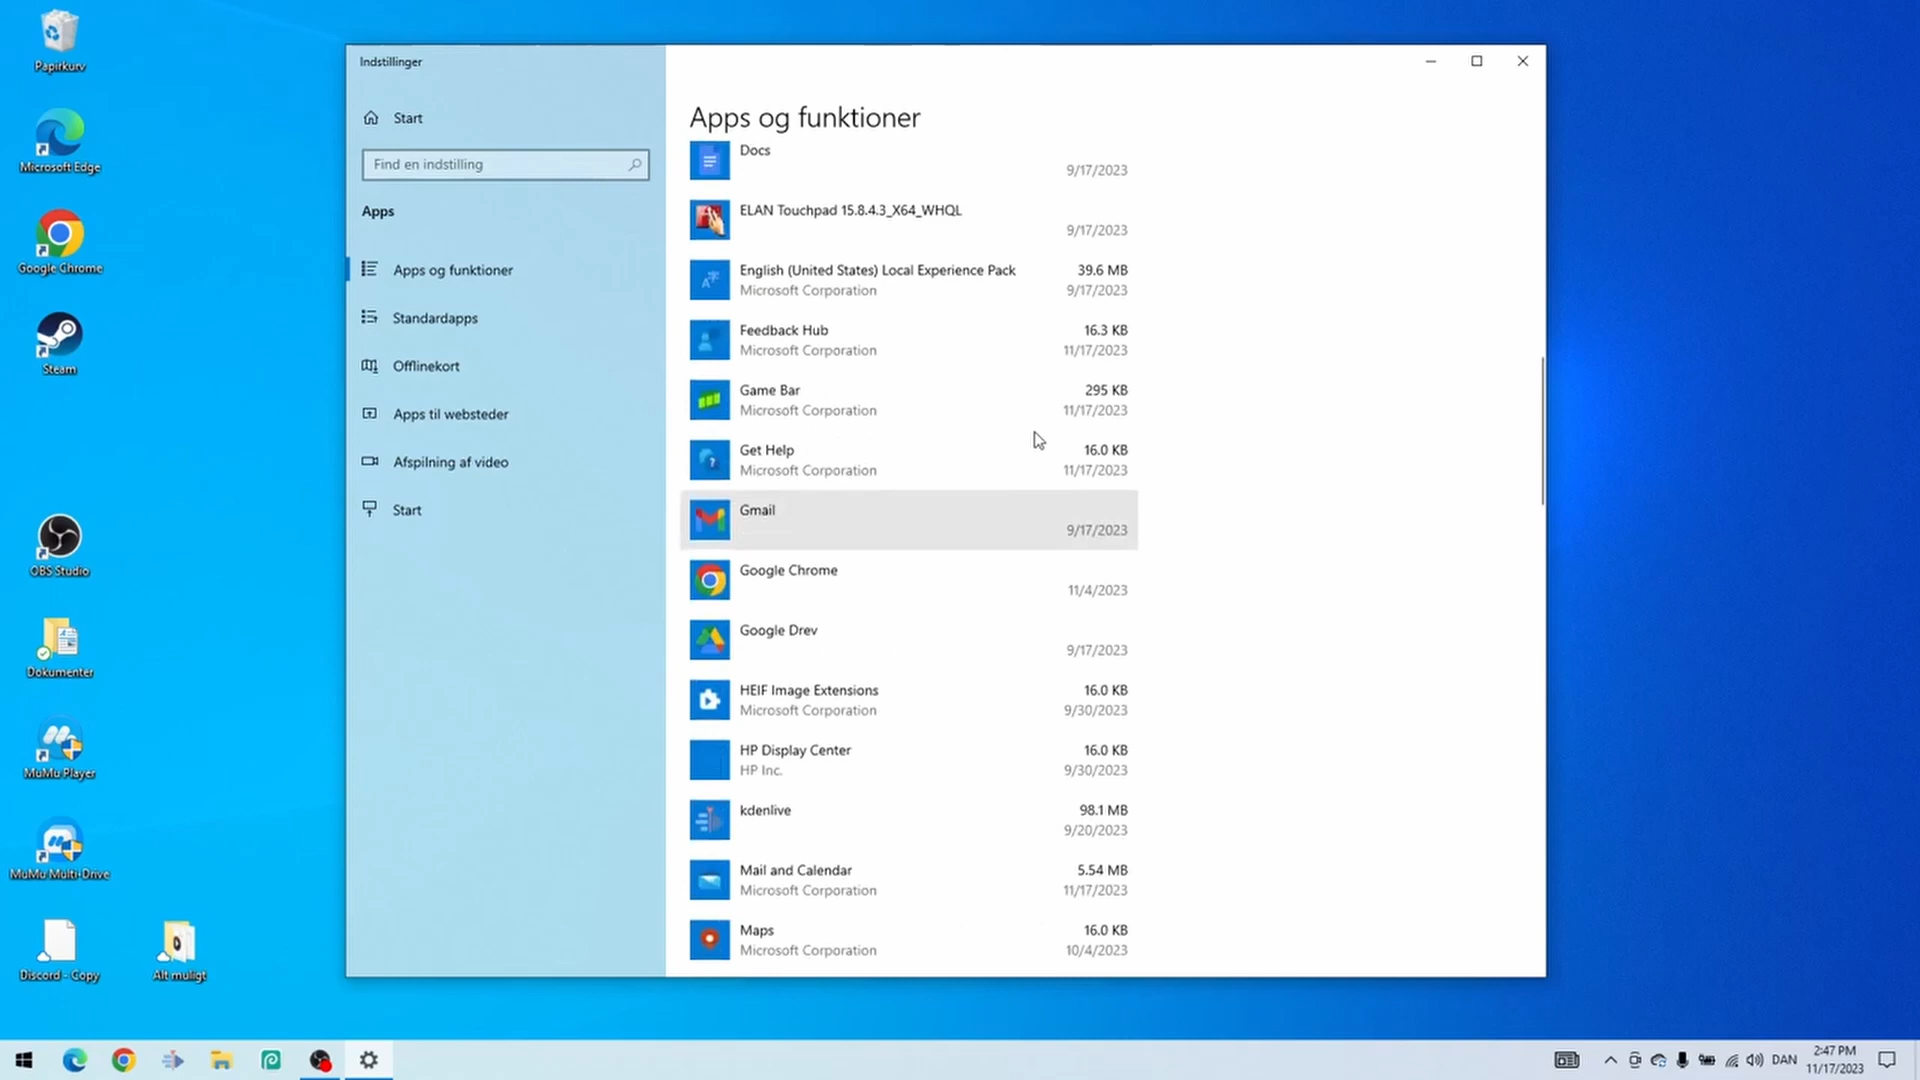 Papirkurv
Microsoft Edge
Google Chrome
Steam
OBS Studio
Dokumenter
MuMu Player
MuMu Multi-Drive
Discord - Copy
Alt muligt
Indstillinger
Start
Find en indstilling
Apps
Apps og funktioner
Standardapps
Offlinekort
Apps til websteder
Afspilning af video
Start
Apps og funktioner
Docs
9/17/2023
ELAN Touchpad 15.8.4.3_X64_WHQL
9/17/2023
English (United States) Local Experience Pack 39.6 MB
Microsoft Corporation 9/17/2023
Feedback Hub 16.3 KB
Microsoft Corporation 11/17/2023
Game Bar 295 KB
Microsoft Corporation 11/17/2023
Get Help 16.0 KB
Microsoft Corporation 11/17/2023
Gmail
9/17/2023
Google Chrome
11/4/2023
Google Drev
9/17/2023
HEIF Image Extensions 16.0 KB
Microsoft Corporation 9/30/2023
HP Display Center 16.0 KB
HP Inc. 9/30/2023
kdenlive 98.1 MB
9/20/2023
Mail and Calendar 5.54 MB
Microsoft Corporation 11/17/2023
Maps 16.0 KB
Microsoft Corporation 10/4/2023
DAN
2:47 PM
11/17/2023